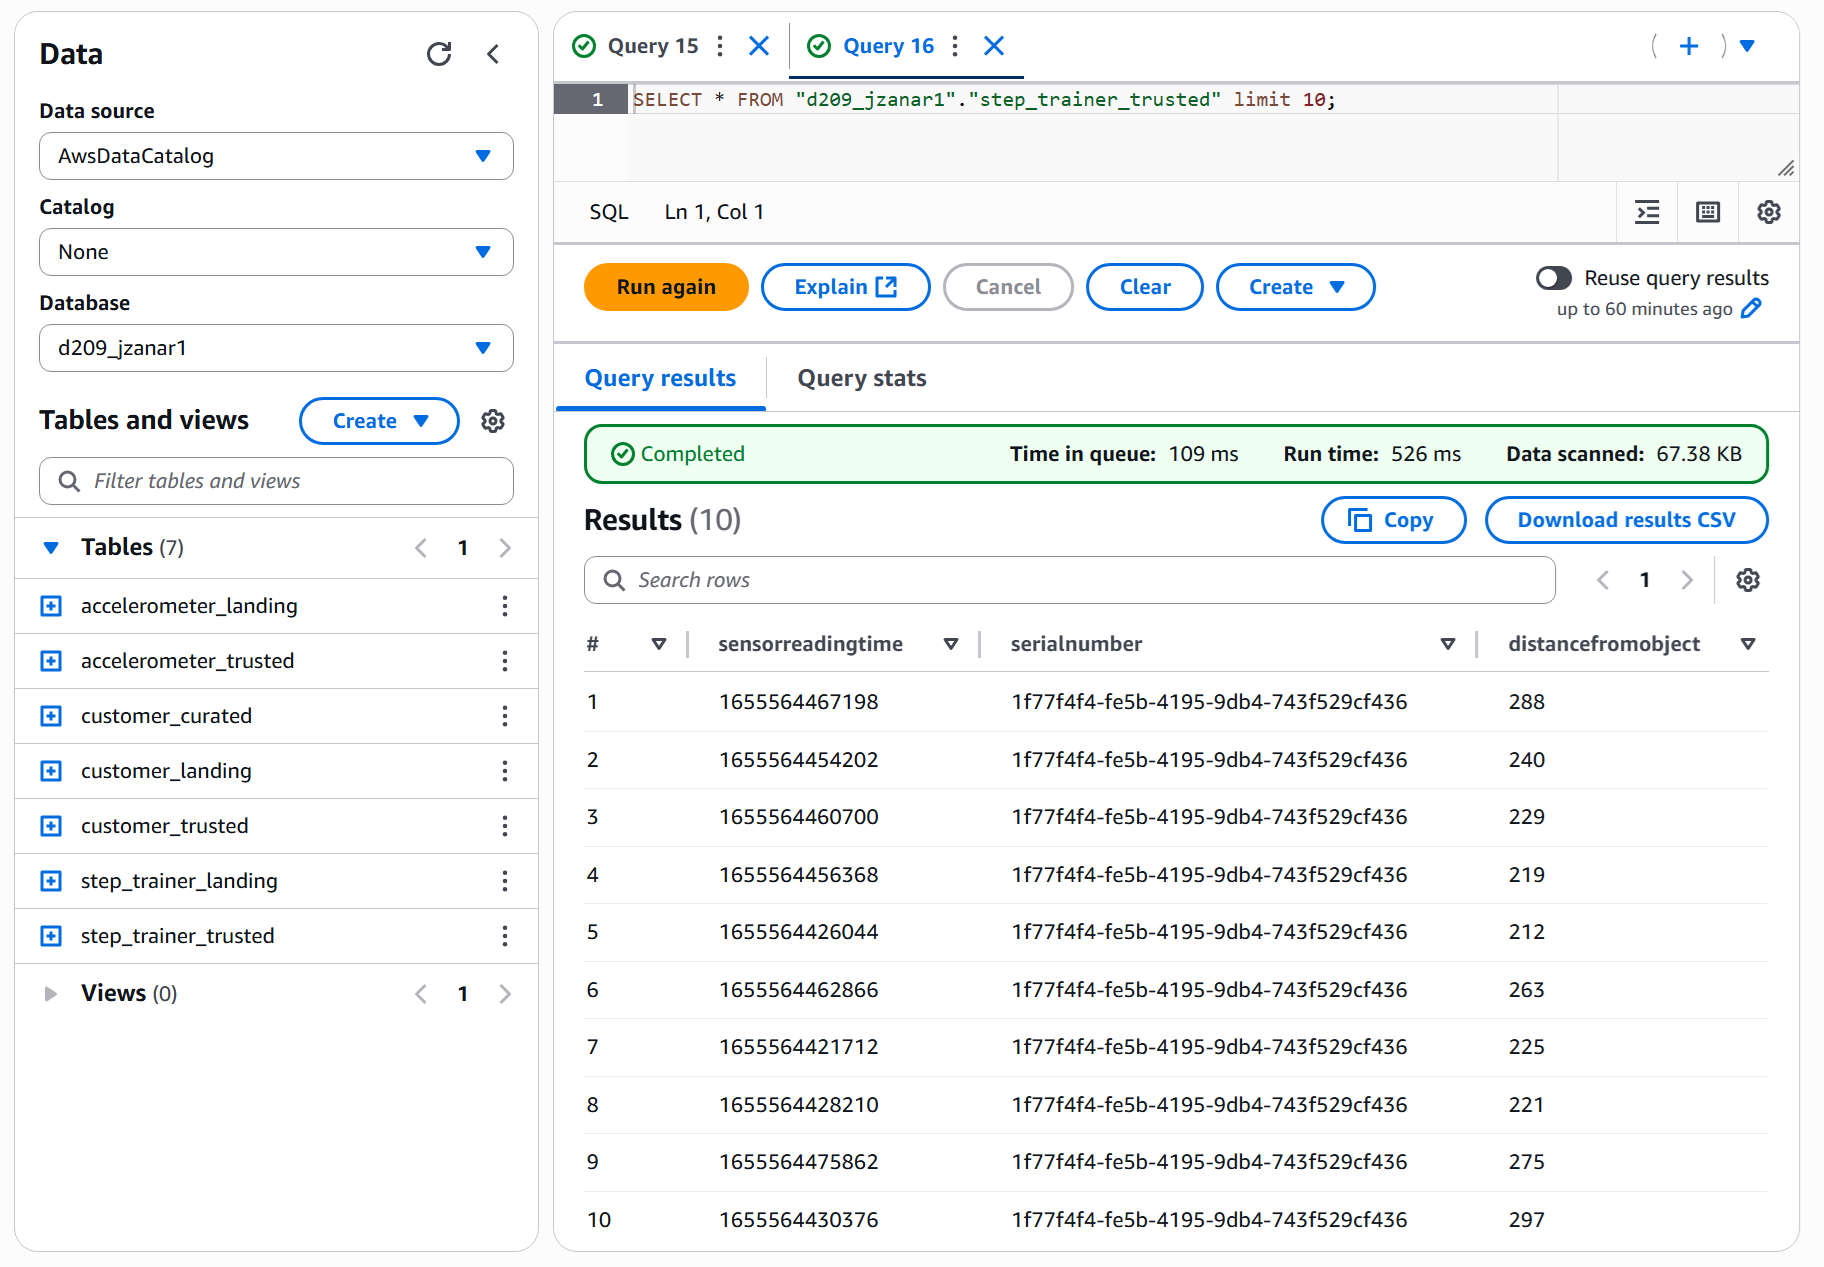 Data
Data source
AwsDataCatalog
Catalog
None
Database
d209_jzanar1
Tables and views
Create
Filter tables and views
Tables (7)
1
accelerometer_landing
accelerometer_trusted
customer_curated
customer_landing
customer_trusted
step_trainer_landing
step_trainer_trusted
Views (0)
1
Query 15
Query 16
1 SELECT * FROM "d209_jzanar1"."step_trainer_trusted" limit 10;
SQL Ln 1, Col 1
Run again Explain Cancel Clear Create
Reuse query results
up to 60 minutes ago
Query results Query stats
Completed Time in queue: 109 ms Run time: 526 ms Data scanned: 67.38 KB
Results (10) Copy Download results CSV
Search rows 1
# sensorreadingtime serialnumber distancefromobject
1 1655564467198 1f77f4f4-fe5b-4195-9db4-743f529cf436 288
2 1655564454202 1f77f4f4-fe5b-4195-9db4-743f529cf436 240
3 1655564460700 1f77f4f4-fe5b-4195-9db4-743f529cf436 229
4 1655564456368 1f77f4f4-fe5b-4195-9db4-743f529cf436 219
5 1655564426044 1f77f4f4-fe5b-4195-9db4-743f529cf436 212
6 1655564462866 1f77f4f4-fe5b-4195-9db4-743f529cf436 263
7 1655564421712 1f77f4f4-fe5b-4195-9db4-743f529cf436 225
8 1655564428210 1f77f4f4-fe5b-4195-9db4-743f529cf436 221
9 1655564475862 1f77f4f4-fe5b-4195-9db4-743f529cf436 275
10 1655564430376 1f77f4f4-fe5b-4195-9db4-743f529cf436 297